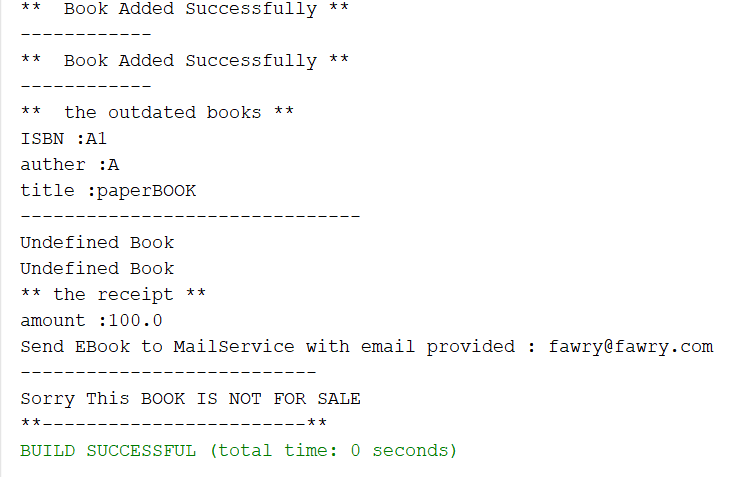 **  Book Added Successfully **
------------
**  Book Added Successfully **
------------
**  the outdated books **
ISBN :A1
auther :A
title :paperBOOK
-------------------------------
Undefined Book
Undefined Book
** the receipt **
amount :100.0
Send EBook to MailService with email provided : fawry@fawry.com
---------------------------
Sorry This BOOK IS NOT FOR SALE
**------------------------**
BUILD SUCCESSFUL (total time: 0 seconds)